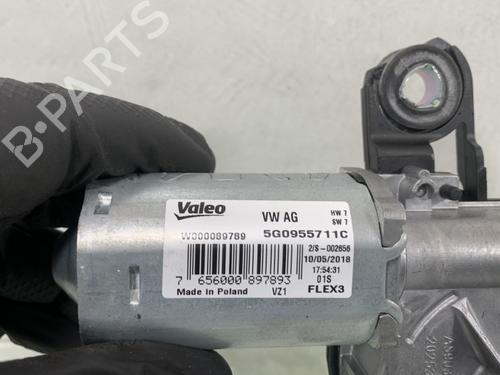 B-PARTS
Valeo
VW AG
HW 7
SW 7
W000089789
5G0955711C
2/S -002656
10/05/2018
17:54:31
7 656000 897893
01S
Made in Poland
VZ1
FLEX3